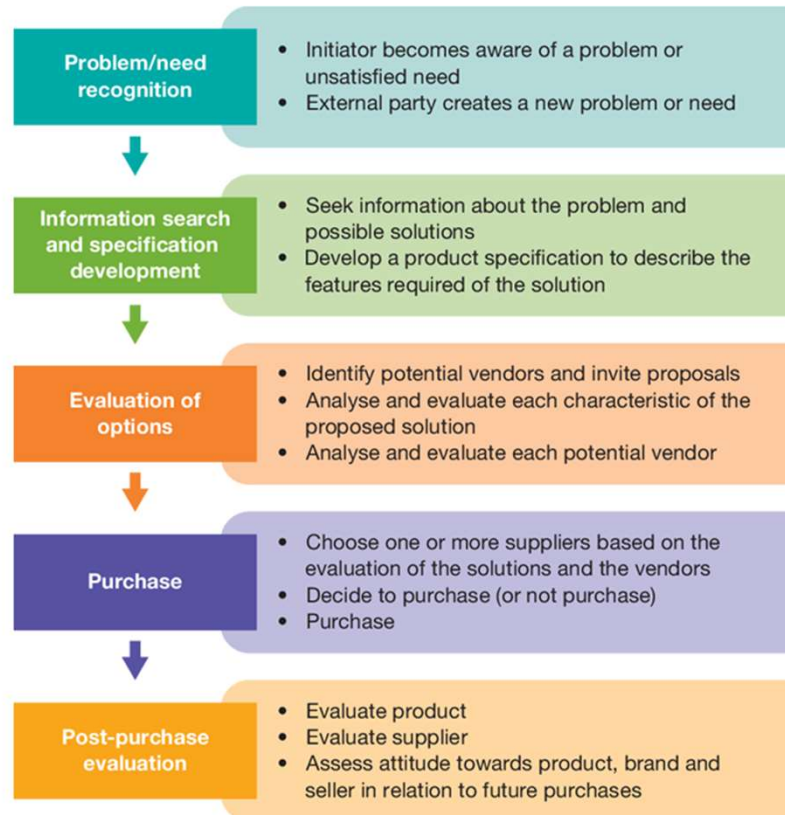 Problem/need
recognition
• Initiator becomes aware of a problem or
unsatisfied need
• External party creates a new problem or need
Information search
and specification
development
• Seek information about the problem and
possible solutions
• Develop a product specification to describe the
features required of the solution
Evaluation of
options
• Identify potential vendors and invite proposals
• Analyse and evaluate each characteristic of the
proposed solution
• Analyse and evaluate each potential vendor
Purchase
• Choose one or more suppliers based on the
evaluation of the solutions and the vendors
• Decide to purchase (or not purchase)
• Purchase
Post-purchase
evaluation
• Evaluate product
• Evaluate supplier
• Assess attitude towards product, brand and
seller in relation to future purchases